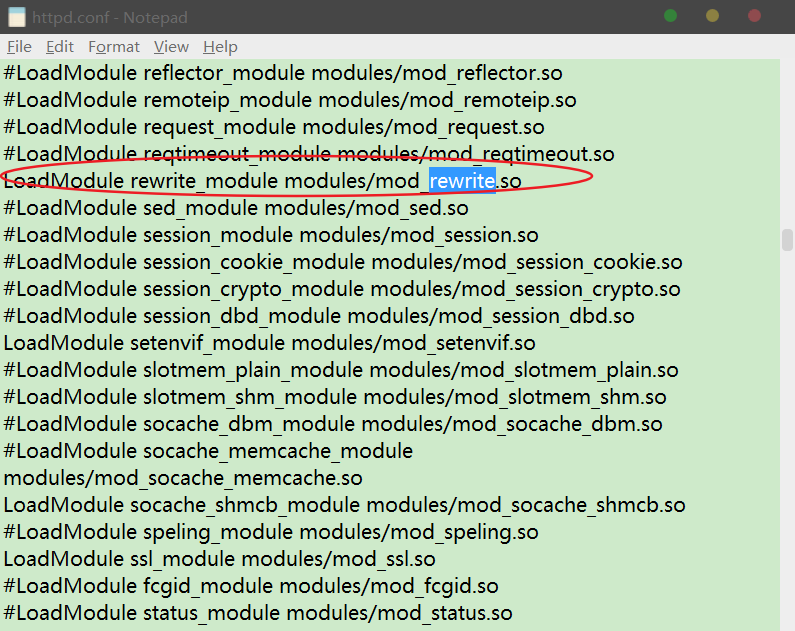 httpd.conf - Notepad
File Edit Format View Help
#LoadModule reflector_module modules/mod_reflector.so
#LoadModule remoteip_module modules/mod_remoteip.so
#LoadModule request_module modules/mod_request.so
#LoadModule reqtimeout_module modules/mod_reqtimeout.so
LoadModule rewrite_module modules/mod_rewrite.so
#LoadModule sed_module modules/mod_sed.so
#LoadModule session_module modules/mod_session.so
#LoadModule session_cookie_module modules/mod_session_cookie.so
#LoadModule session_crypto_module modules/mod_session_crypto.so
#LoadModule session_dbd_module modules/mod_session_dbd.so
LoadModule setenvif_module modules/mod_setenvif.so
#LoadModule slotmem_plain_module modules/mod_slotmem_plain.so
#LoadModule slotmem_shm_module modules/mod_slotmem_shm.so
#LoadModule socache_dbm_module modules/mod_socache_dbm.so
#LoadModule socache_memcache_module
modules/mod_socache_memcache.so
LoadModule socache_shmcb_module modules/mod_socache_shmcb.so
#LoadModule speling_module modules/mod_speling.so
LoadModule ssl_module modules/mod_ssl.so
#LoadModule fcgid_module modules/mod_fcgid.so
#LoadModule status_module modules/mod_status.so